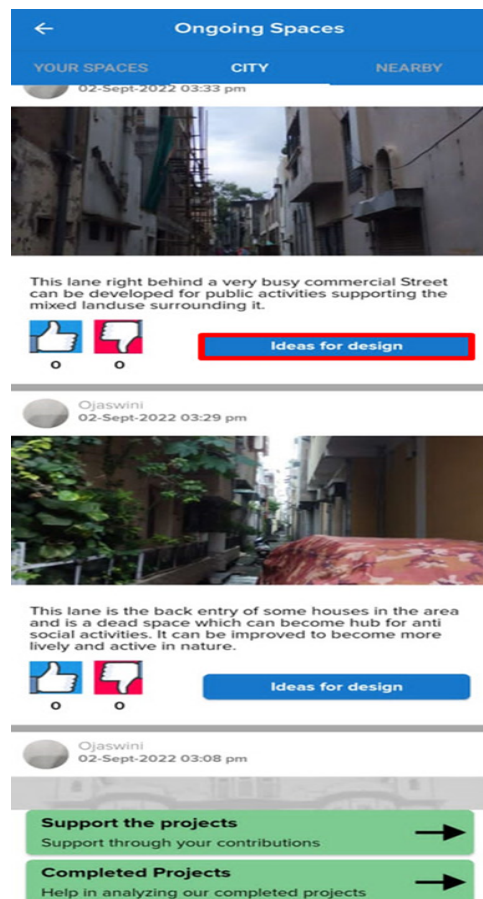 Ongoing Spaces
YOUR SPACES CITY NEARBY
02-Sept-2022 03:33 pm
This lane right behind a very busy commercial Street
can be developed for public activities supporting the
mixed landuse surrounding it.
Ideas for design
0 0
Ojaswini
02-Sept-2022 03:29 pm
This lane is the back entry of some houses in the area
and is a dead space which can become hub for anti
social activities. It can be improved to become more
lively and active in nature.
Ideas for design
0 0
Ojaswini
02-Sept-2022 03:08 pm
Support the projects
Support through your contributions
Completed Projects
Help in analyzing our completed projects